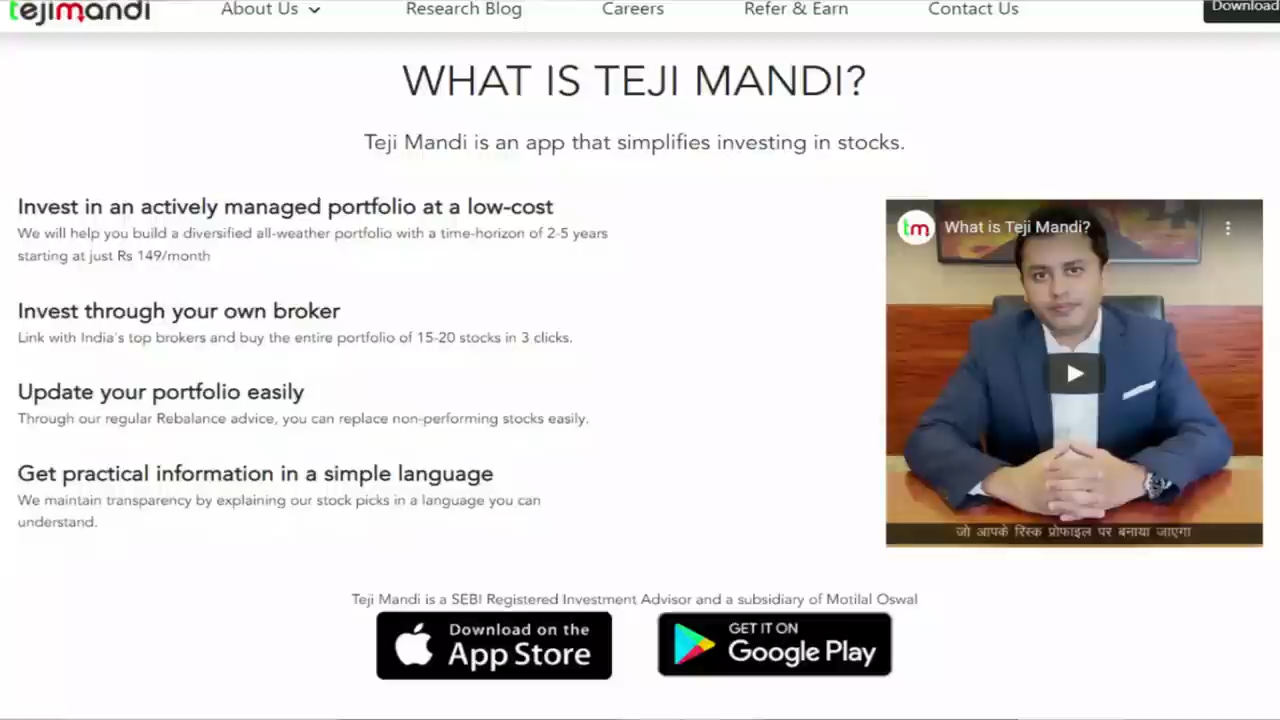 tejimandi
About Us
Research Blog
Careers
Refer & Earn
Contact Us
Download
WHAT IS TEJI MANDI?
Teji Mandi is an app that simplifies investing in stocks.
Invest in an actively managed portfolio at a low-cost
We will help you build a diversified all-weather portfolio with a time-horizon of 2-5 years
starting at just Rs 149/month
Invest through your own broker
Link with India's top brokers and buy the entire portfolio of 15-20 stocks in 3 clicks.
Update your portfolio easily
Through our regular Rebalance advice, you can replace non-performing stocks easily.
Get practical information in a simple language
We maintain transparency by explaining our stock picks in a language you can
understand.
tm
What is Teji Mandi?
जो आपके रिस्क प्रोफाइल पर बनाया जाएगा
Teji Mandi is a SEBI Registered Investment Advisor and a subsidiary of Motilal Oswal
Download on the
App Store
GET IT ON
Google Play